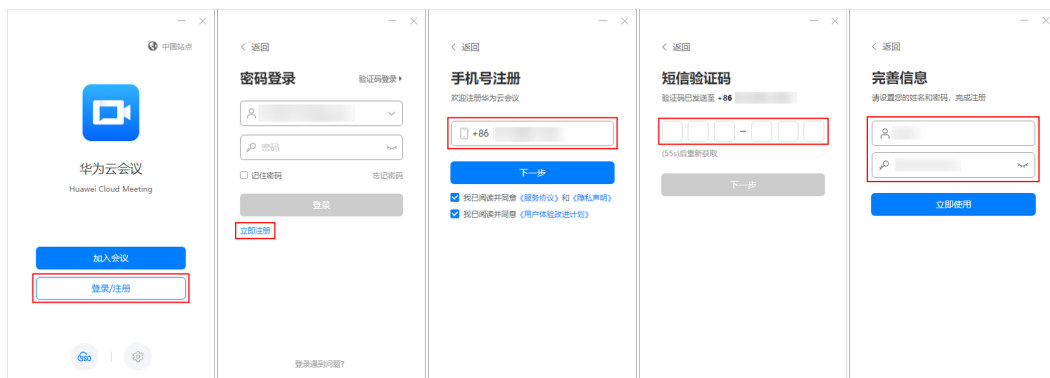 中国站点
华为云会议
Huawei Cloud Meeting
加入会议
登录/注册
SSO
返回
密码登录
验证码登录
密码
记住密码
忘记密码
登录
立即注册
登录遇到问题?
返回
手机号注册
欢迎注册华为云会议
+86
下一步
我已阅读并同意《服务协议》和《隐私声明》
我已阅读并同意《用户体验改进计划》
返回
短信验证码
验证码已发送至 +86
(55s)后重新获取
下一步
返回
完善信息
请设置您的姓名和密码，完成注册
立即使用